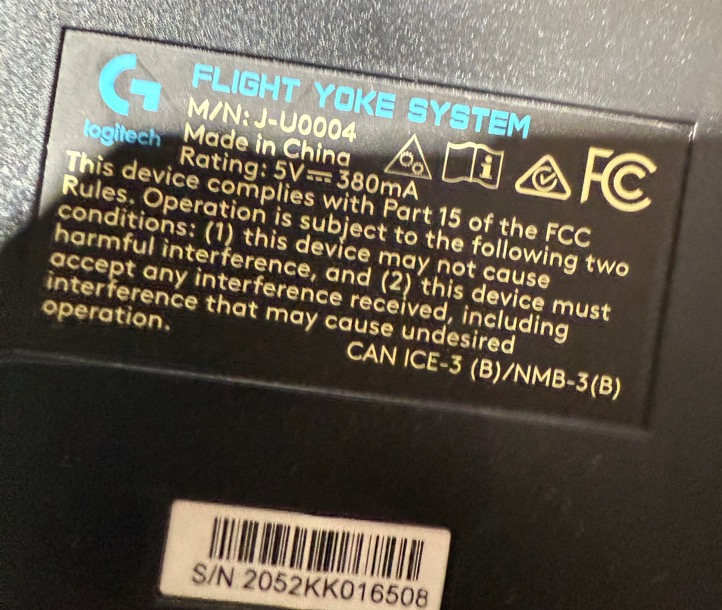 FLIGHT YOKE SYSTEM
logitech
M/N: J-U0004
Made in China
Rating: 5V⎓380mA
FC
This device complies with Part 15 of the FCC
Rules. Operation is subject to the following two
conditions: (1) this device may not cause
harmful interference, and (2) this device must
accept any interference received, including
interference that may cause undesired
operation.
CAN ICE-3 (B)/NMB-3(B)
S/N 2052KK016508